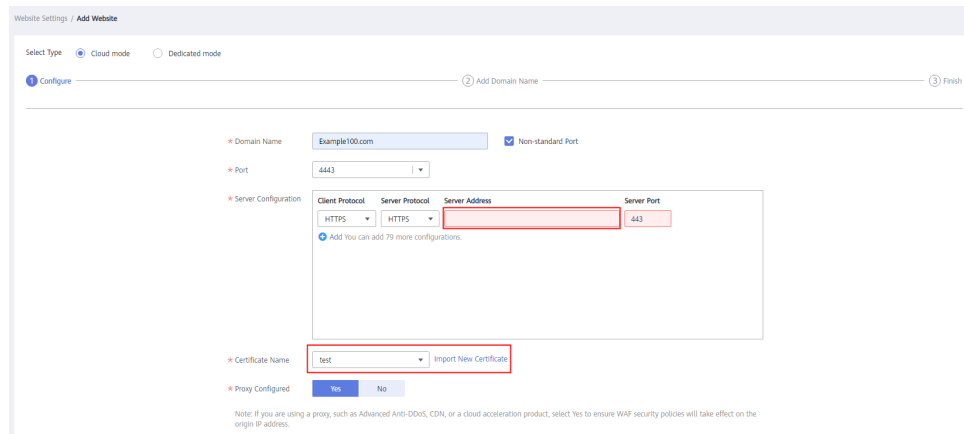 Website Settings / Add Website
Select Type Cloud mode Dedicated mode
1 Configure 2 Add Domain Name 3 Finish
* Domain Name Example100.com Non-standard Port
* Port 4443
* Server Configuration Client Protocol Server Protocol Server Address Server Port
HTTPS HTTPS 443
Add You can add 79 more configurations.
* Certificate Name test Import New Certificate
* Proxy Configured Yes No
Note: If you are using a proxy, such as Advanced Anti-DDoS, CDN, or a cloud acceleration product, select Yes to ensure WAF security policies will take effect on the
origin IP address.